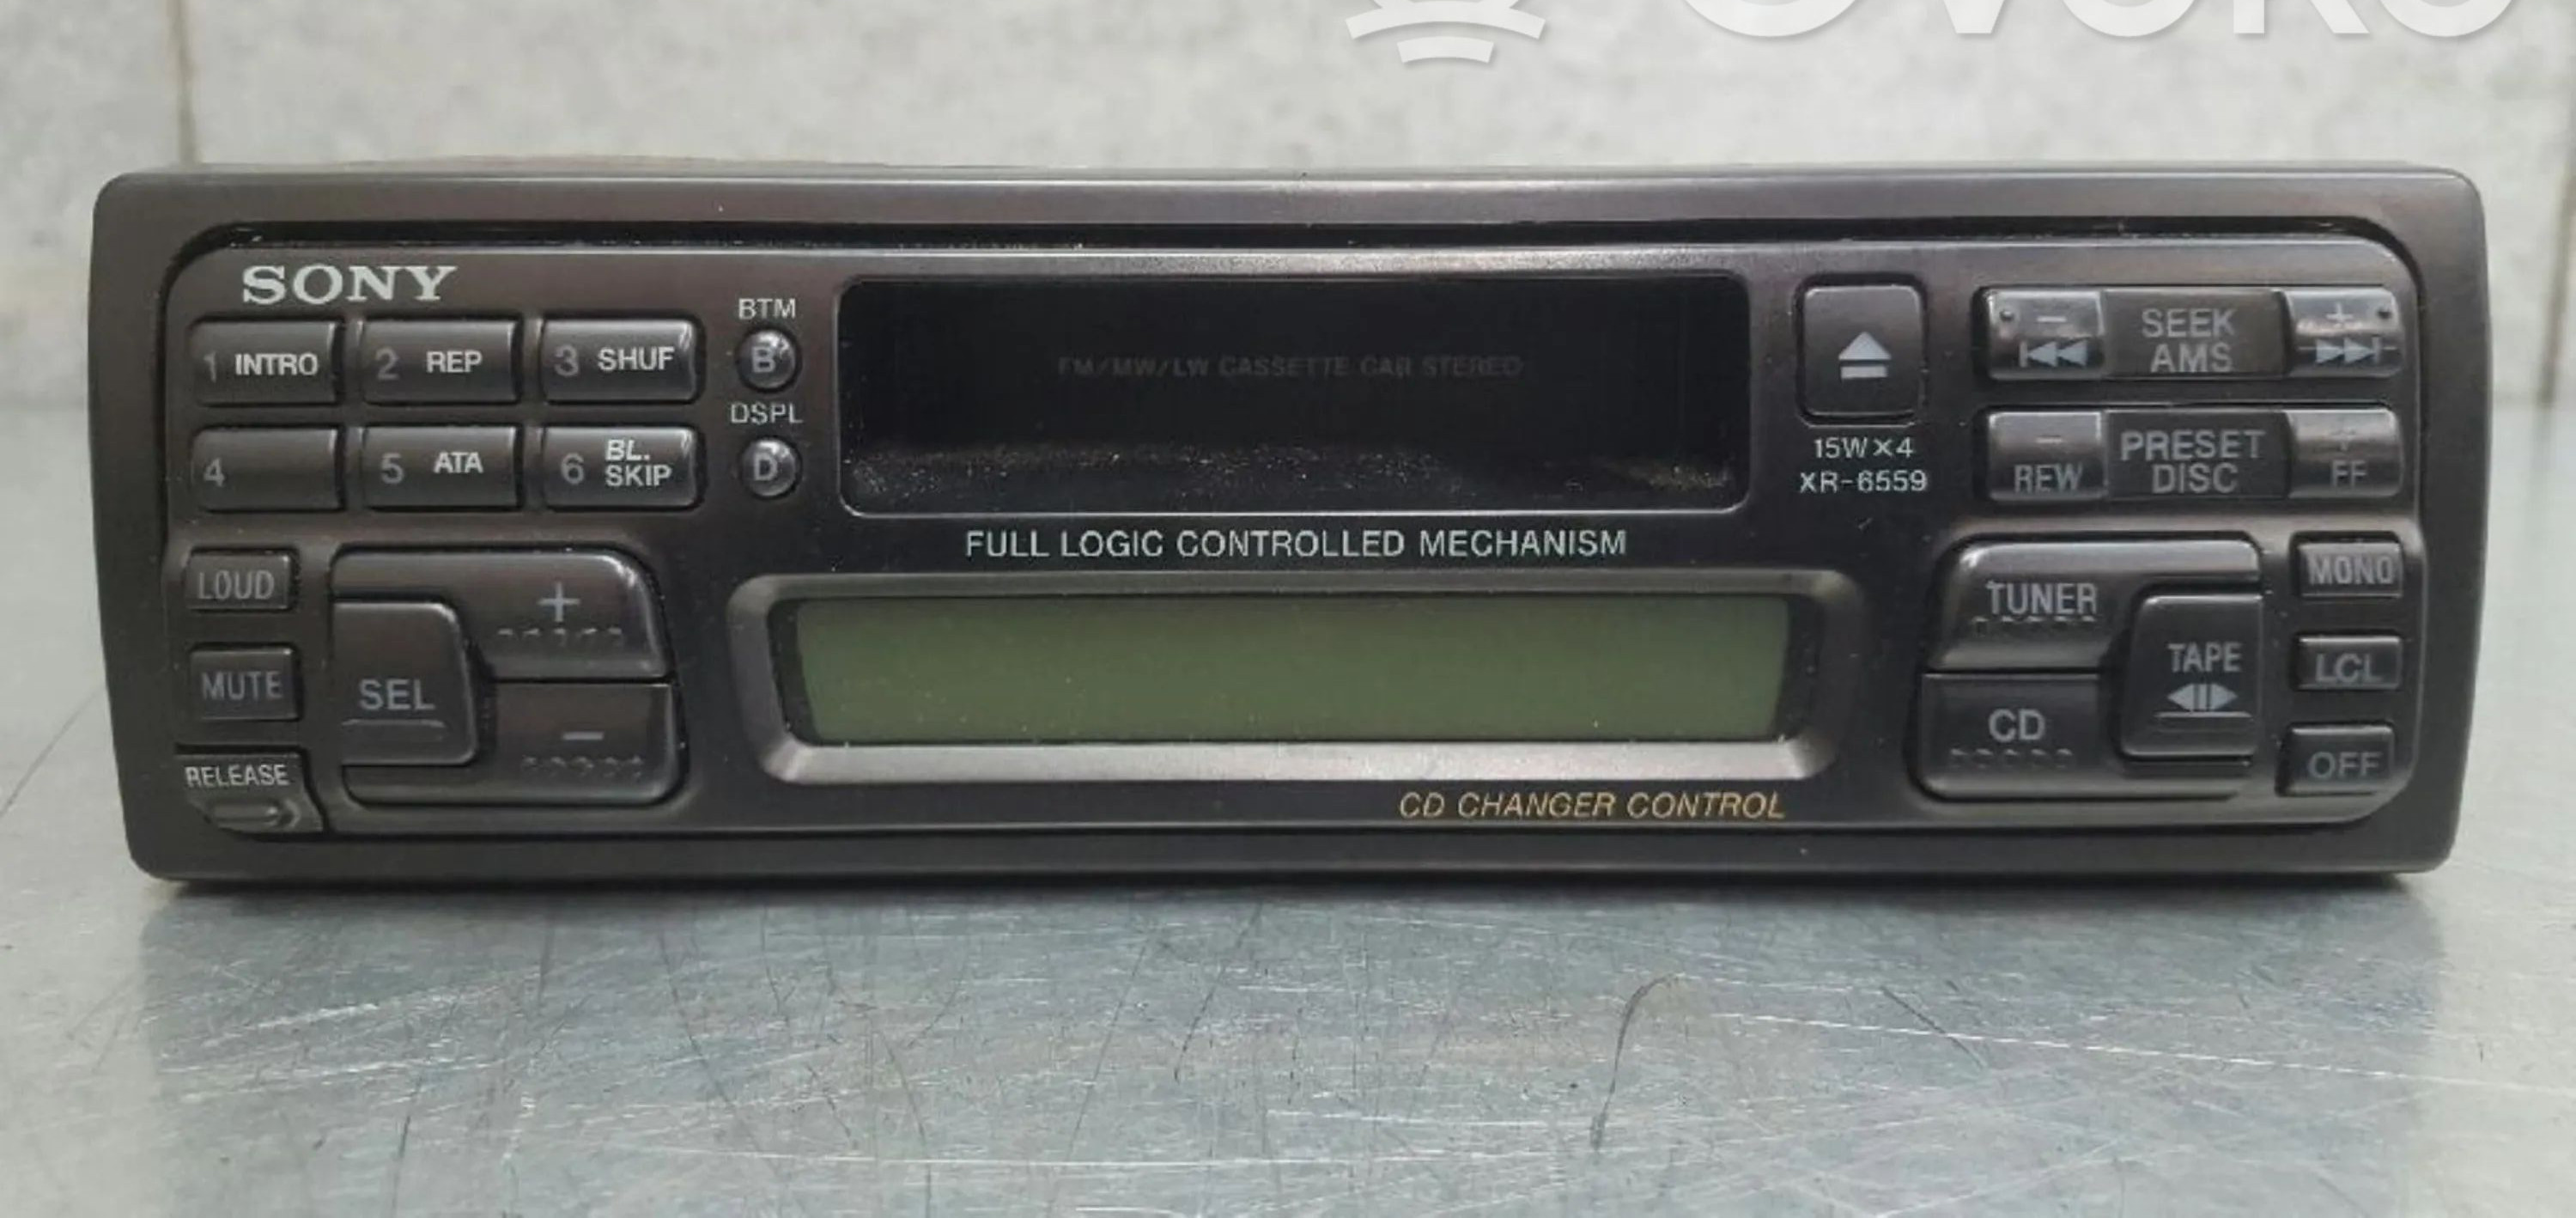 SONY
1 INTRO
2 REP
3 SHUF
4
5 ATA
6 BL.
SKIP
BTM
B
DSPL
D
FM/MW/LW CASSETTE CAR STEREO
15W×4
XR-6559
- SEEK +
AMS
- PRESET +
REW DISC FF
FULL LOGIC CONTROLLED MECHANISM
LOUD
MUTE
RELEASE
SEL
+
-
CD CHANGER CONTROL
TUNER
CD
TAPE
MONO
LCL
OFF